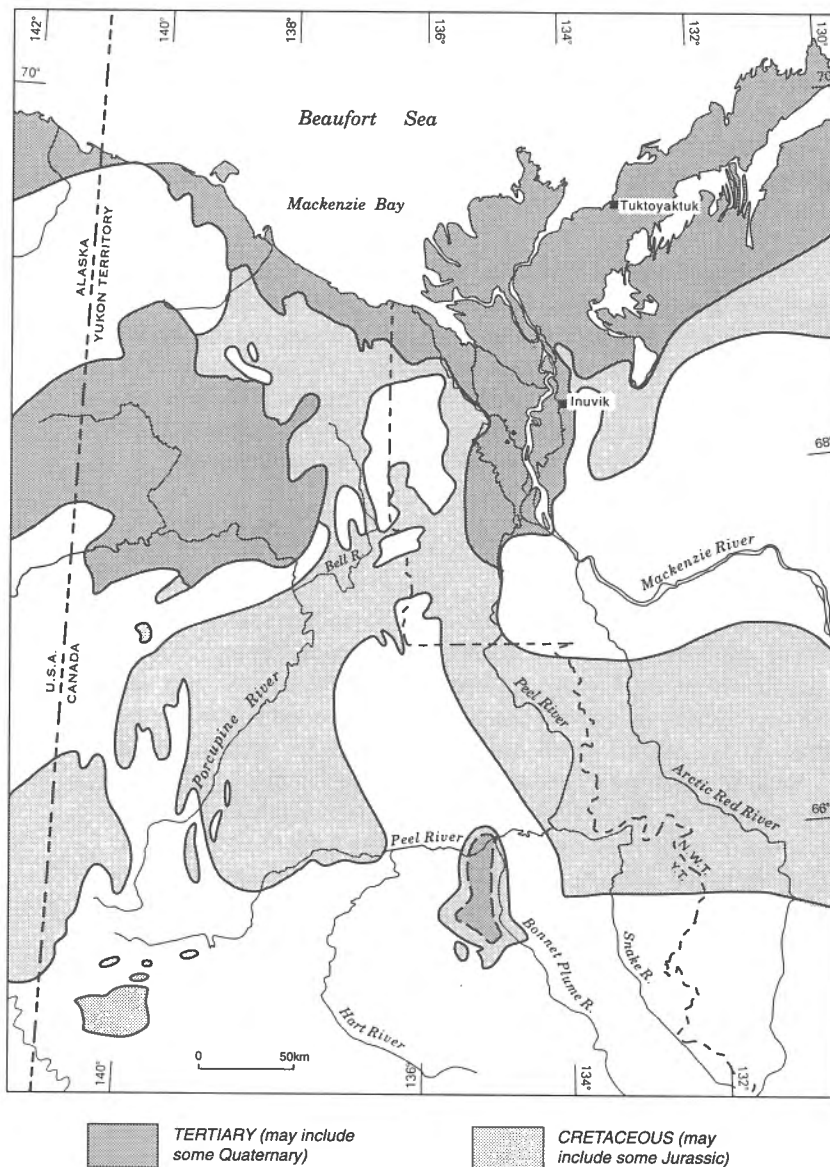 142°
140°
138°
136°
134°
132°
130°
70°
70
Beaufort Sea
Mackenzie Bay
Tuktoyaktuk
ALASKA
YUKON TERRITORY
Inuvik
68
Bell R.
Mackenzie River
U.S.A.
CANADA
Porcupine River
Peel River
Arctic Red River
66°
Peel River
N.W.T.
Y.T.
Bonnet Plume R.
Snake R.
Hart River
0 50km
140°
136°
134°
132°
TERTIARY (may include
some Quaternary)
CRETACEOUS (may
include some Jurassic)